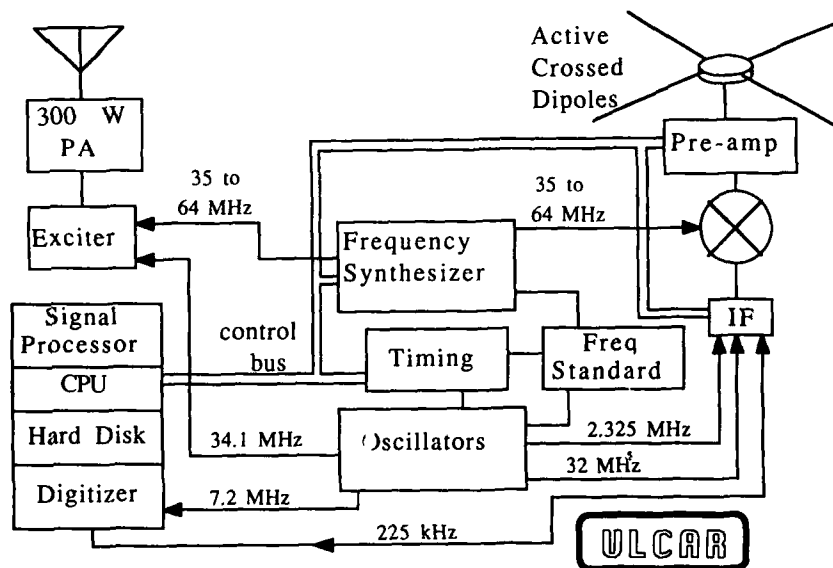 Active
Crossed
Dipoles
300 W
PA
Pre-amp
35 to
64 MHz
35 to
64 MHz
Exciter
Frequency
Synthesizer
Signal
Processor
control
bus
IF
Timing
Freq
Standard
CPU
Hard Disk
34.1 MHz
Oscillators
2.325 MHz
32 MHz
Digitizer
7.2 MHz
225 kHz
ULCAR